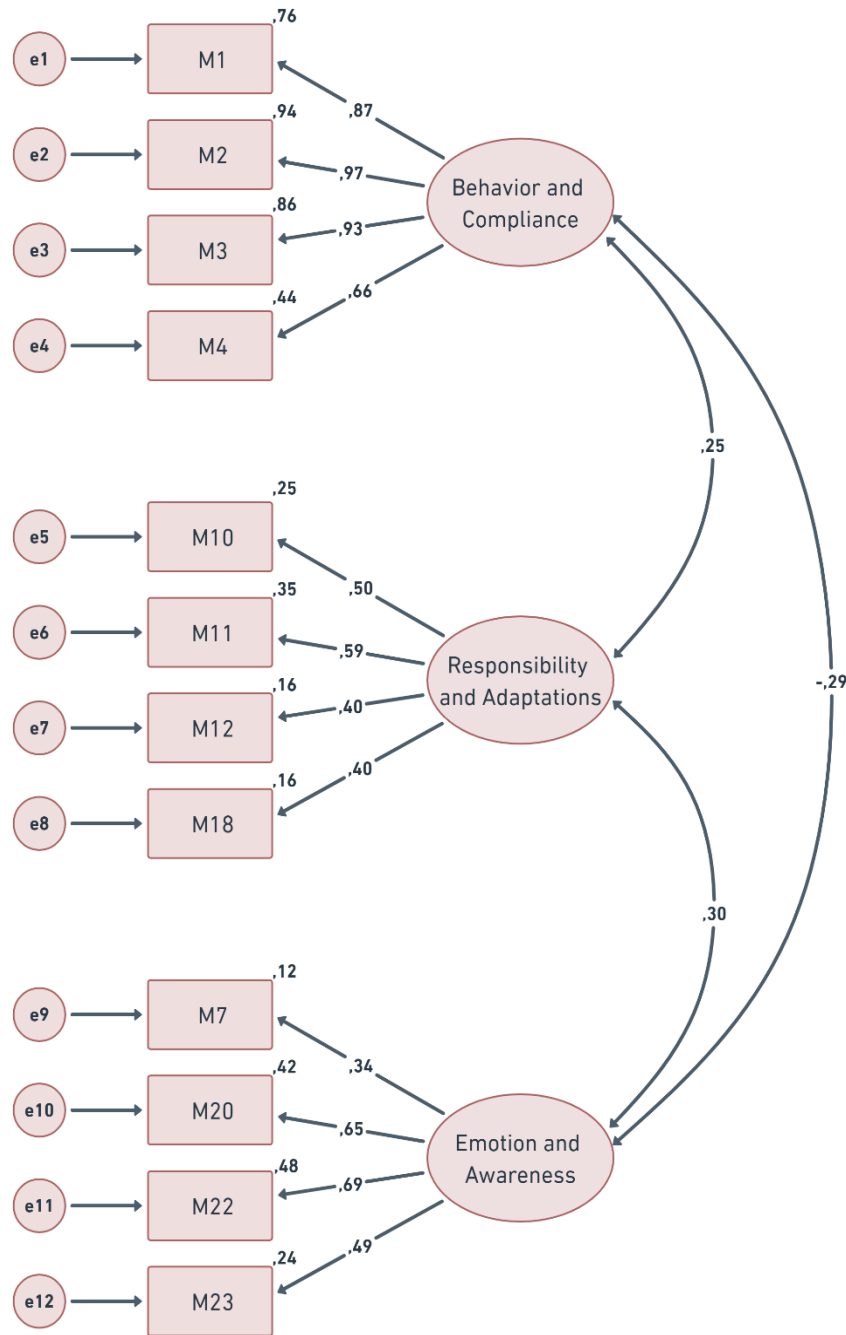 ,76
e1
M1
,87
,94
e2
M2
,97
Behavior and
Compliance
,86
e3
M3
,93
,44
,66
e4
M4
,25
,25
e5
M10
,50
,35
e6
M11
,59
Responsibility
and Adaptations
-,29
,16
e7
M12
,40
,16
,40
e8
M18
,30
,12
e9
M7
,34
,42
e10
M20
,65
Emotion and
Awareness
,48
e11
M22
,69
,24
,49
e12
M23